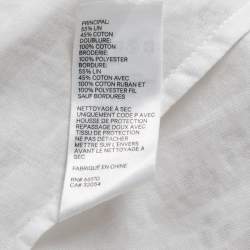 PRINCIPAL:
55% LIN
45% COTON
DOUBLURE:
100% COTON
BRODERIE:
100% POLYESTER
BORDURE:
55% LIN
45% COTON AVEC
100% COTON RUBAN ET
100% POLYESTER FIL
SAUF BORDURES
NETTOYAGE À SEC
UNIQUEMENT CODE P AVEC
HOUSSE DE PROTECTION
REPASSAGE DOUX AVEC
TISSU DE PROTECTION
NE PAS DÉTACHER
METTRE SUR L'ENVERS
AVANT LE NETTOYAGE À
SEC
FABRIQUÉ EN CHINE
RN# 66170
CA# 32054